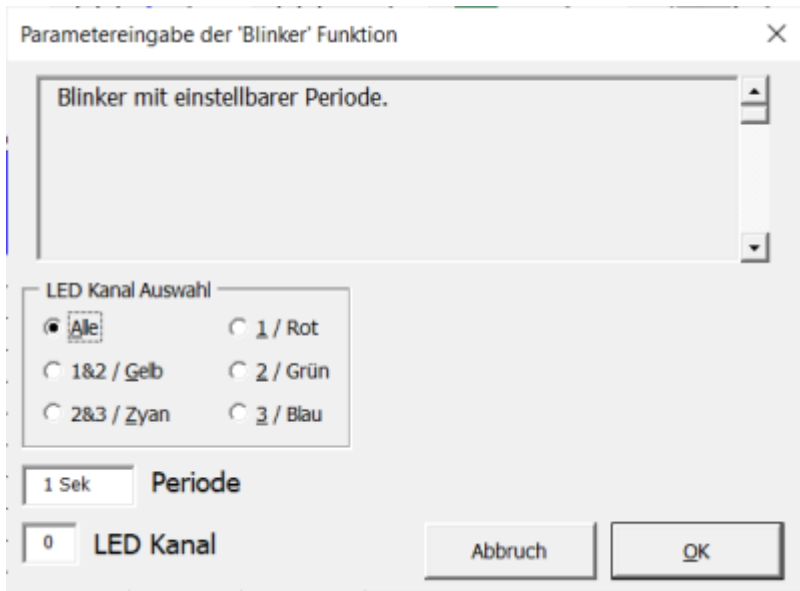 Parametereingabe der 'Blinker' Funktion
Blinker mit einstellbarer Periode.
LED Kanal Auswahl
Alle
1 / Rot
1&2 / Gelb
2 / Grün
2&3 / Zyan
3 / Blau
1 Sek Periode
0 LED Kanal
Abbruch
OK